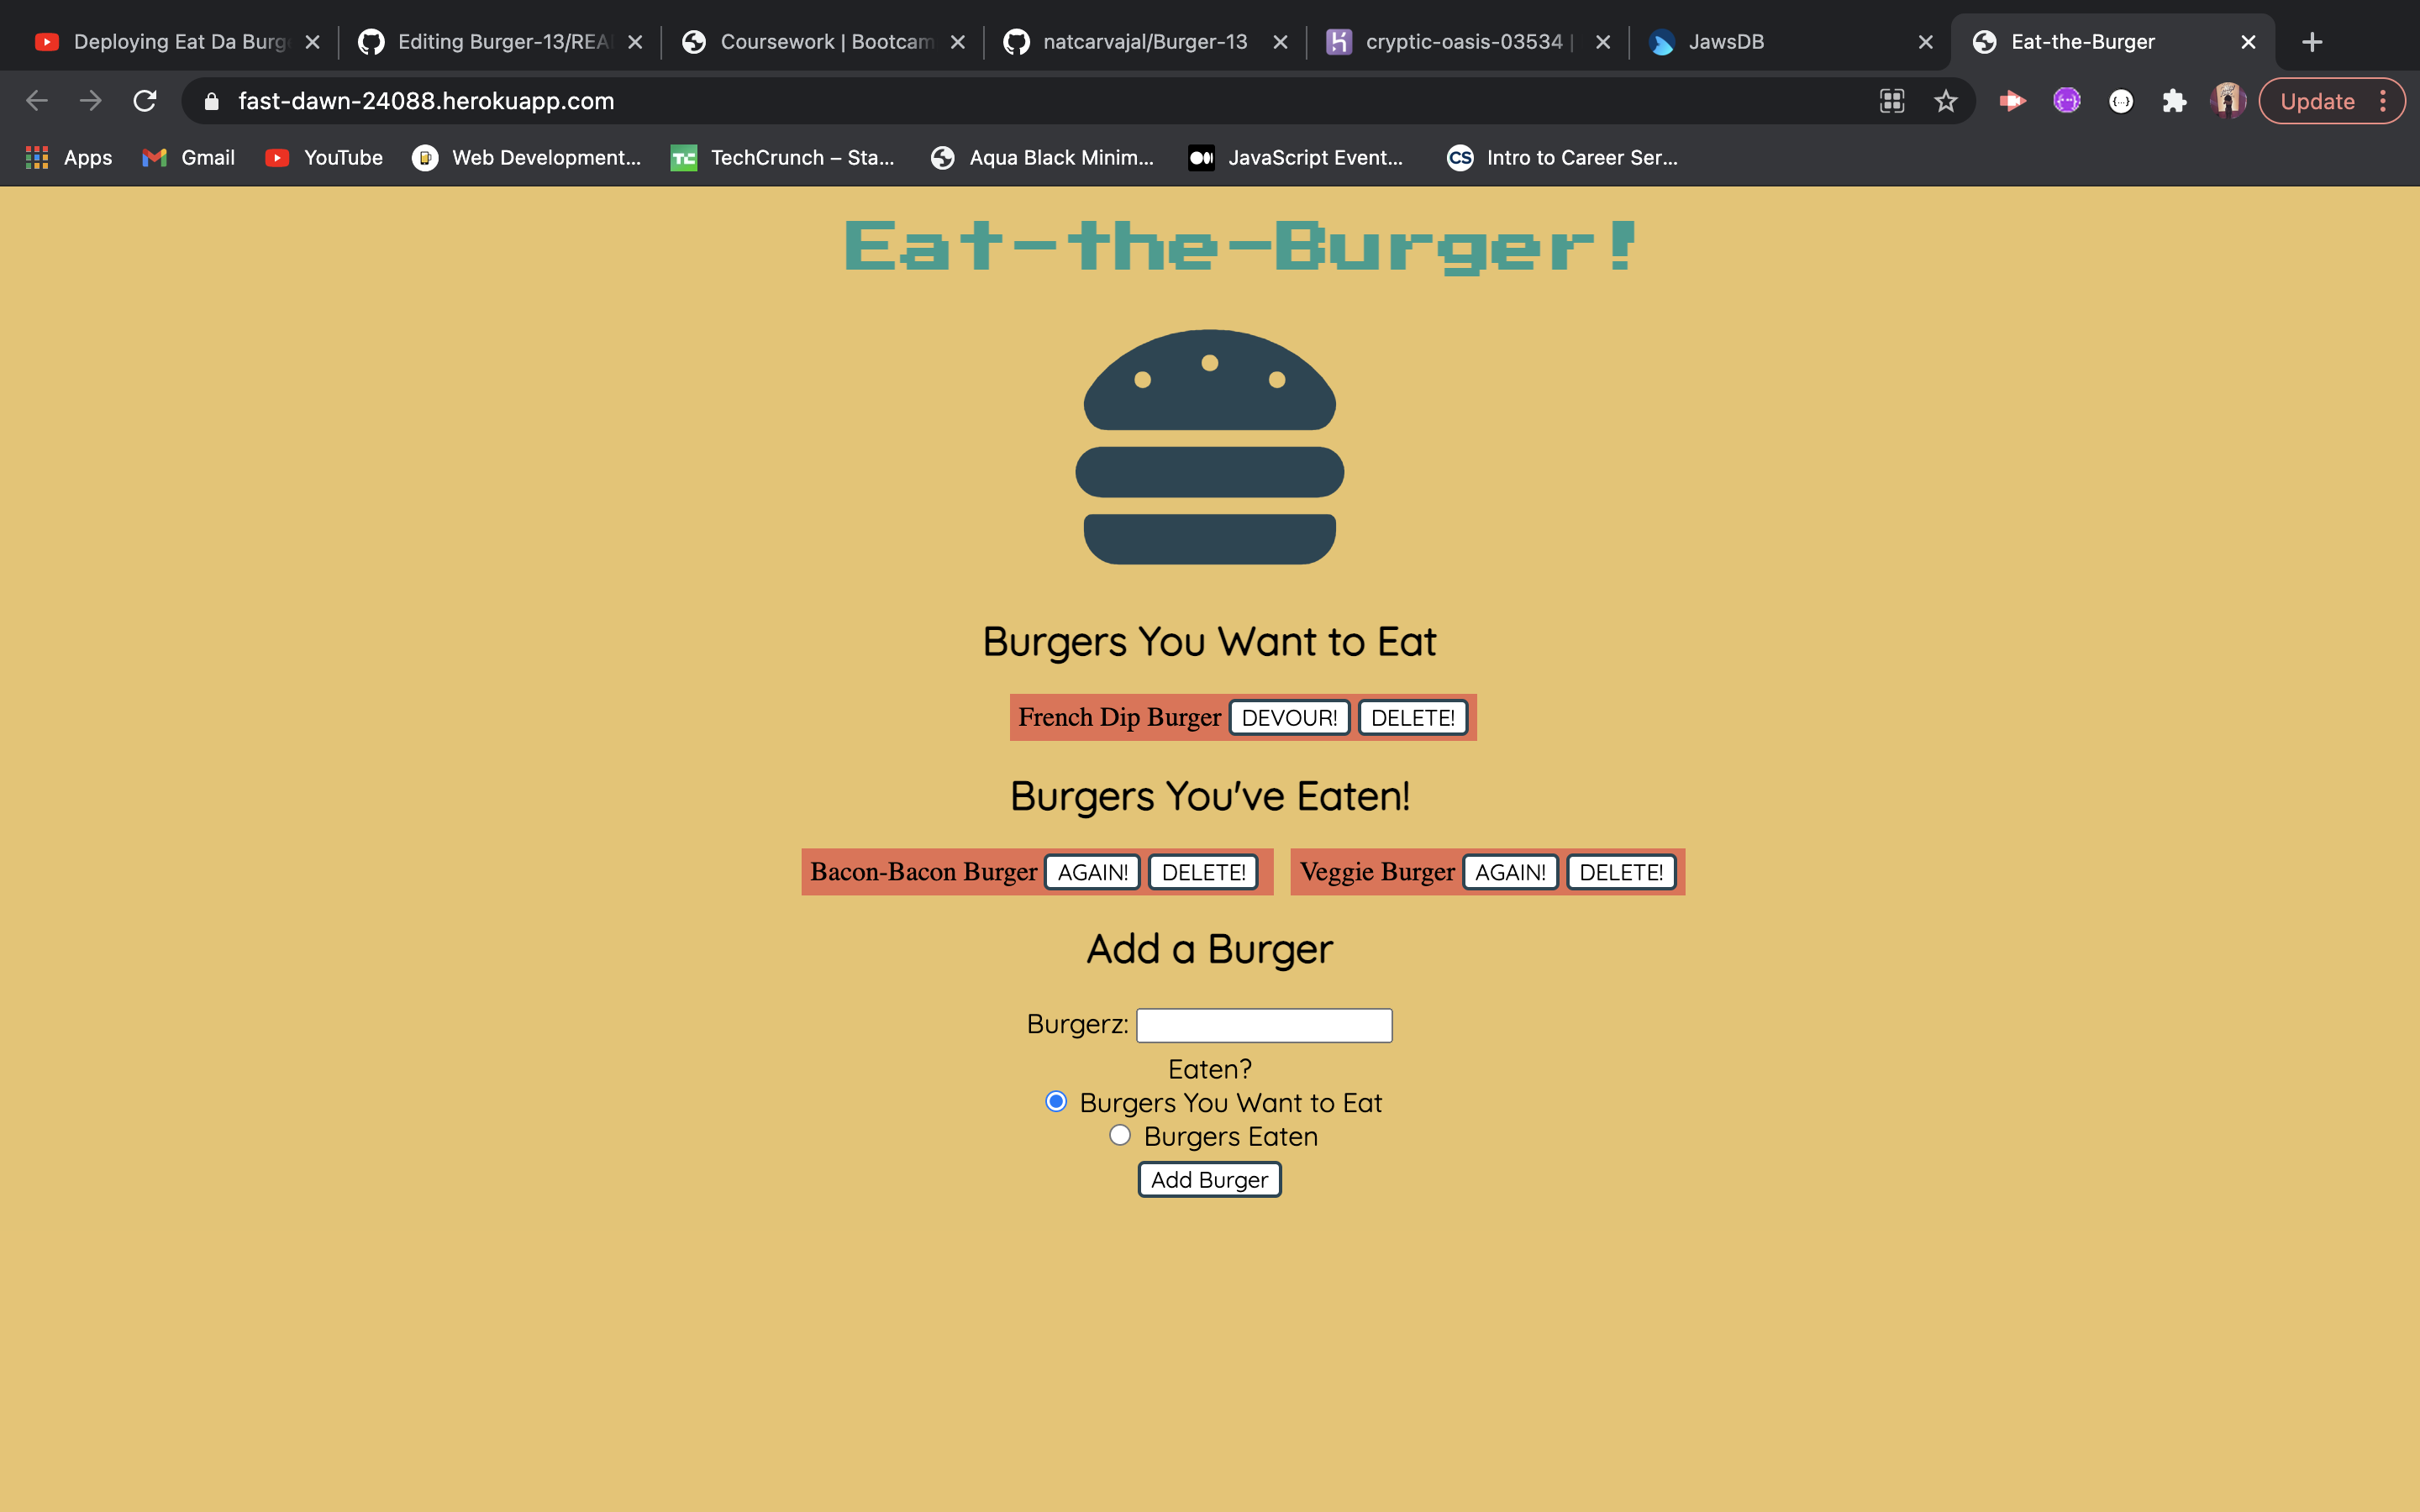 Deploying Eat Da Burg Editing Burger-13/REA Coursework | Bootcam natcarvajal/Burger-13 cryptic-oasis-03534 | JawsDB Eat-the-Burger
fast-dawn-24088.herokuapp.com Update
Apps Gmail YouTube Web Development... TC TechCrunch – Sta... Aqua Black Minim... JavaScript Event... CS Intro to Career Ser...
Eat-the-Burger!
Burgers You Want to Eat
French Dip Burger DEVOUR! DELETE!
Burgers You've Eaten!
Bacon-Bacon Burger AGAIN! DELETE! Veggie Burger AGAIN! DELETE!
Add a Burger
Burgerz:
Eaten?
Burgers You Want to Eat
Burgers Eaten
Add Burger